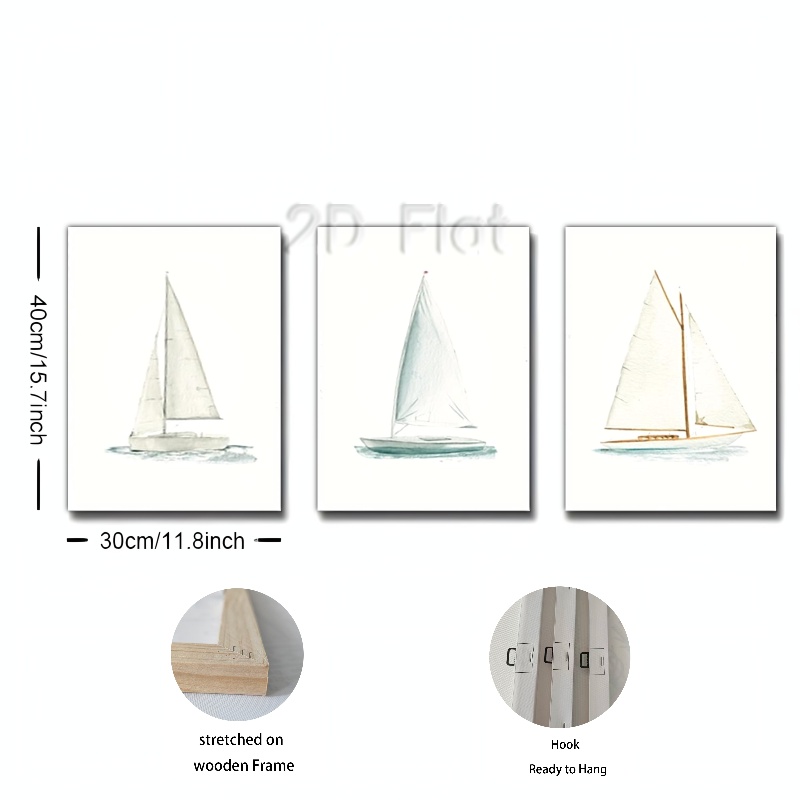 2D Flat
40cm/15.7inch
30cm/11.8inch
stretched on
wooden Frame
Hook
Ready to Hang